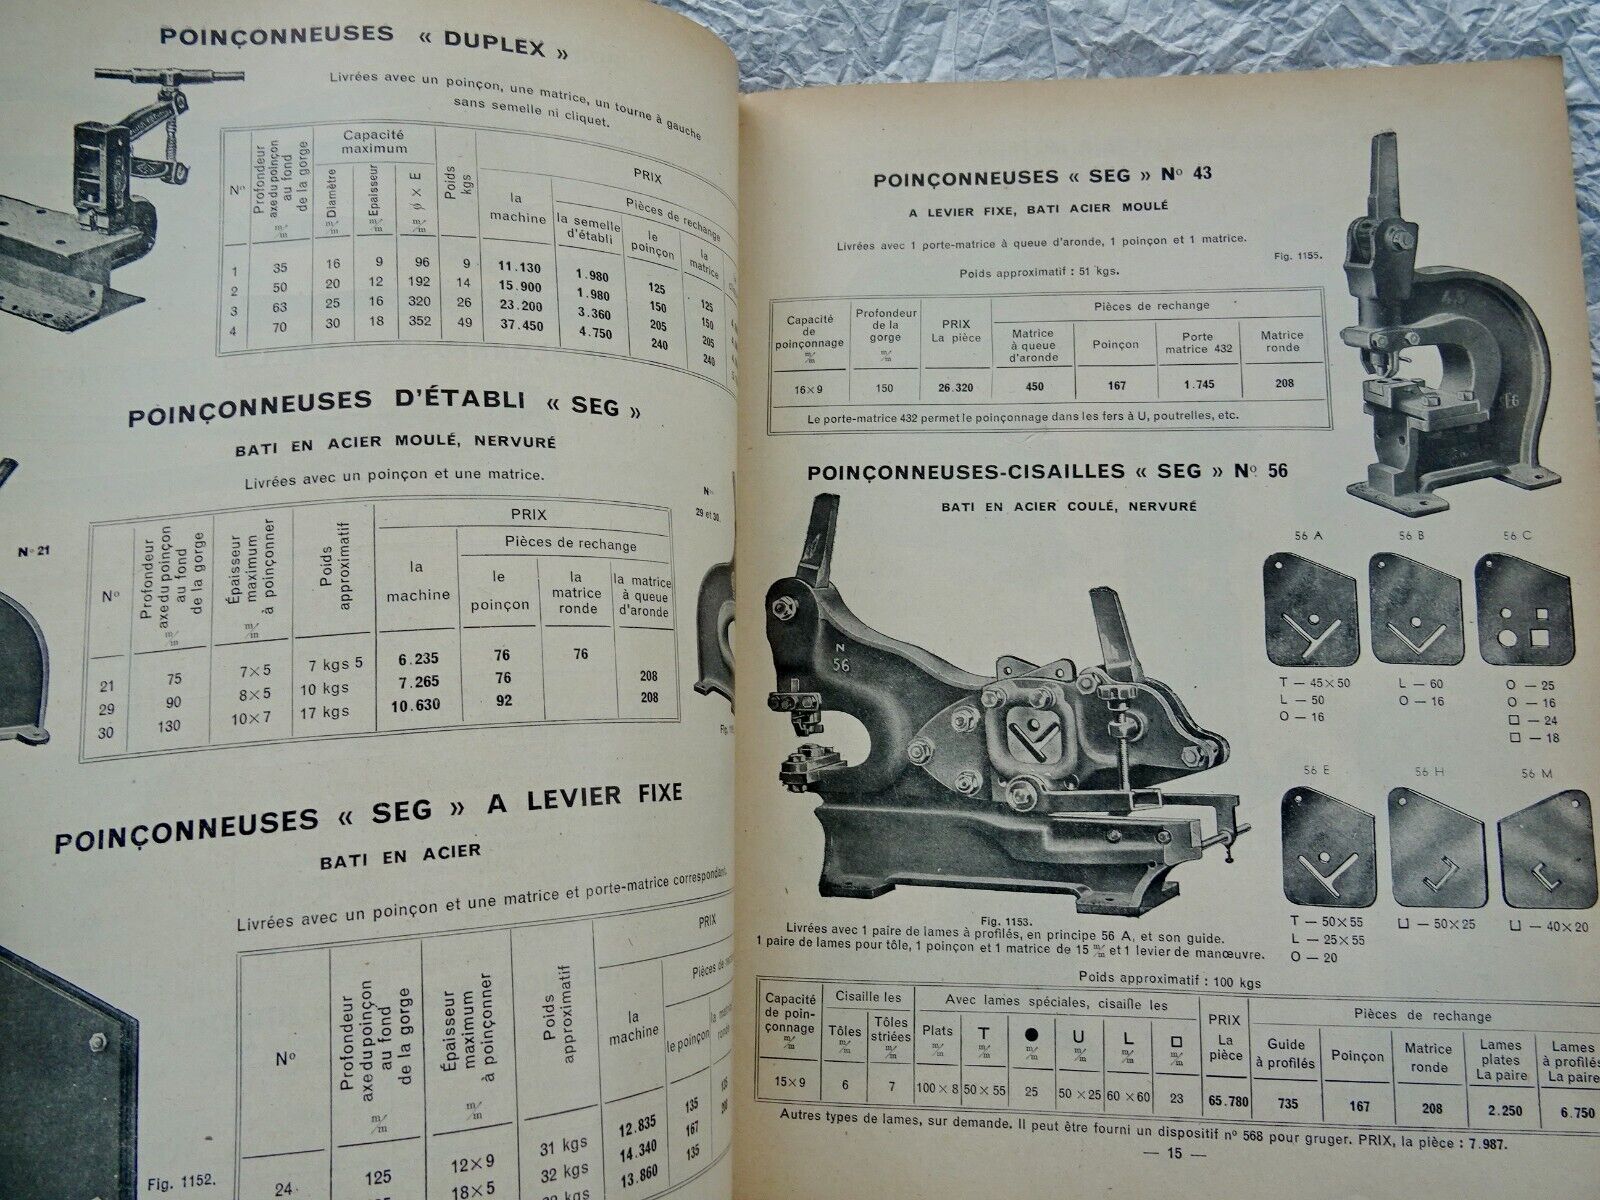 POINÇONNEUSES « DUPLEX »
Livrées avec un poinçon, une matrice, un tourne à gauche
sans semelle ni cliquet.
Nº | Profondeur axe du poinçon au fond de la gorge m/m | Capacité maximum | Poids kgs | PRIX
Diamètre m/m | Epaisseur m/m | φ × E m/m | la machine | Pièces de rechange
la semelle d'établi | le poinçon | la matrice
1 35 16 9 96 9 11.130 1.980 125 125
2 50 20 12 192 14 15.900 1.980 150 150
3 63 25 16 320 26 23.200 3.360 205 205
4 70 30 18 352 49 37.450 4.750 240 240
POINÇONNEUSES D'ÉTABLI « SEG »
BATI EN ACIER MOULÉ, NERVURÉ
Livrées avec un poinçon et une matrice.
Nº 21
Nos
29 et 30.
Nº | Profondeur axe du poinçon au fond de la gorge m/m | Épaisseur maximum à poinçonner m/m | Poids approximatif | PRIX
la machine | Pièces de rechange
le poinçon | la matrice ronde | la matrice à queue d'aronde
21 75 7×5 7 kgs 5 6.235 76 76
29 90 8×5 10 kgs 7.265 76 208
30 130 10×7 17 kgs 10.630 92 208
POINÇONNEUSES « SEG » A LEVIER FIXE
BATI EN ACIER
Livrées avec un poinçon et une matrice et porte-matrice correspondant.
Nº | Profondeur axe du poinçon au fond de la gorge m/m | Épaisseur maximum à poinçonner m/m | Poids approximatif | PRIX
la machine | Pièces de
le poinçon | la matrice ronde
24 125 12×9 31 kgs 12.835 135
18×5 32 kgs 14.340 167
13.860 135
Fig. 1152.
POINÇONNEUSES « SEG » Nº 43
A LEVIER FIXE, BATI ACIER MOULÉ
Livrées avec 1 porte-matrice à queue d'aronde, 1 poinçon et 1 matrice.
Fig. 1155.
Poids approximatif : 51 kgs.
Capacité de poinçonnage m/m | Profondeur de la gorge m/m | PRIX La pièce | Pièces de rechange
Matrice à queue d'aronde | Poinçon | Porte matrice 432 | Matrice ronde
16×9 150 26.320 450 167 1.745 208
Le porte-matrice 432 permet le poinçonnage dans les fers à U, poutrelles, etc.
POINÇONNEUSES-CISAILLES « SEG » Nº 56
BATI EN ACIER COULÉ, NERVURÉ
N
56
56 A 56 B 56 C
T — 45×50
L — 50
O — 16
L — 60
O — 16
O — 25
O — 16
□ — 24
□ — 18
56 E 56 H 56 M
T — 50×55
L — 25×55
O — 20
⊔ — 50×25
⊔ — 40×20
Fig. 1153.
Livrées avec 1 paire de lames à profilés, en principe 56 A, et son guide.
1 paire de lames pour tôle, 1 poinçon et 1 matrice de 15 m/m et 1 levier de manœuvre.
Poids approximatif : 100 kgs
Capacité de poinçonnage m/m | Cisaille les | Avec lames spéciales, cisaille les | PRIX La pièce | Pièces de rechange
Tôles m/m | Tôles striées m/m | Plats m/m | T m/m | ● m/m | U m/m | L m/m | □ m/m | Guide à profilés | Poinçon | Matrice ronde | Lames plates La paire | Lames à profilés La paire
15×9 6 7 100×8 50×55 25 50×25 60×60 23 65.780 735 167 208 2.250 6.750
Autres types de lames, sur demande. Il peut être fourni un dispositif nº 568 pour gruger. PRIX, la pièce : 7.987.
— 15 —